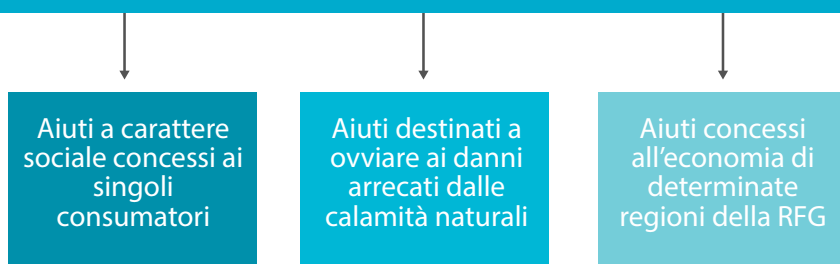 Aiuti a carattere
sociale concessi ai
singoli
consumatori
Aiuti destinati a
ovviare ai danni
arrecati dalle
calamità naturali
Aiuti concessi
all'economia di
determinate
regioni della RFG